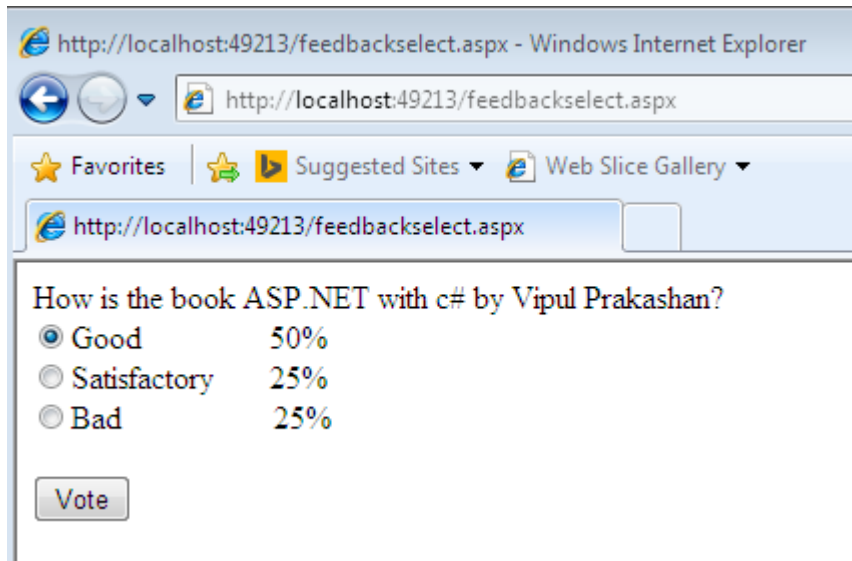 http://localhost:49213/feedbackselect.aspx - Windows Internet Explorer
http://localhost:49213/feedbackselect.aspx
Favorites Suggested Sites Web Slice Gallery
http://localhost:49213/feedbackselect.aspx
How is the book ASP.NET with c# by Vipul Prakashan?
Good 50%
Satisfactory 25%
Bad 25%
Vote